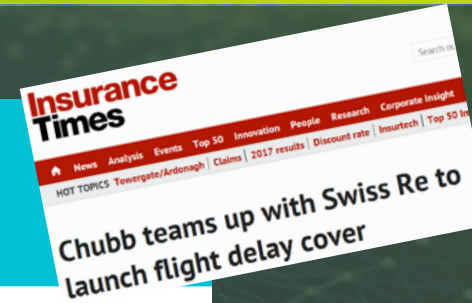 Search
Insurance
Times
News Analysis Events Top 50 Innovation People Research Corporate Insight
HOT TOPICS Towergate/Ardonagh | Claims | 2017 results | Discount rate | Insurtech | Top 50
Chubb teams up with Swiss Re to
launch flight delay cover